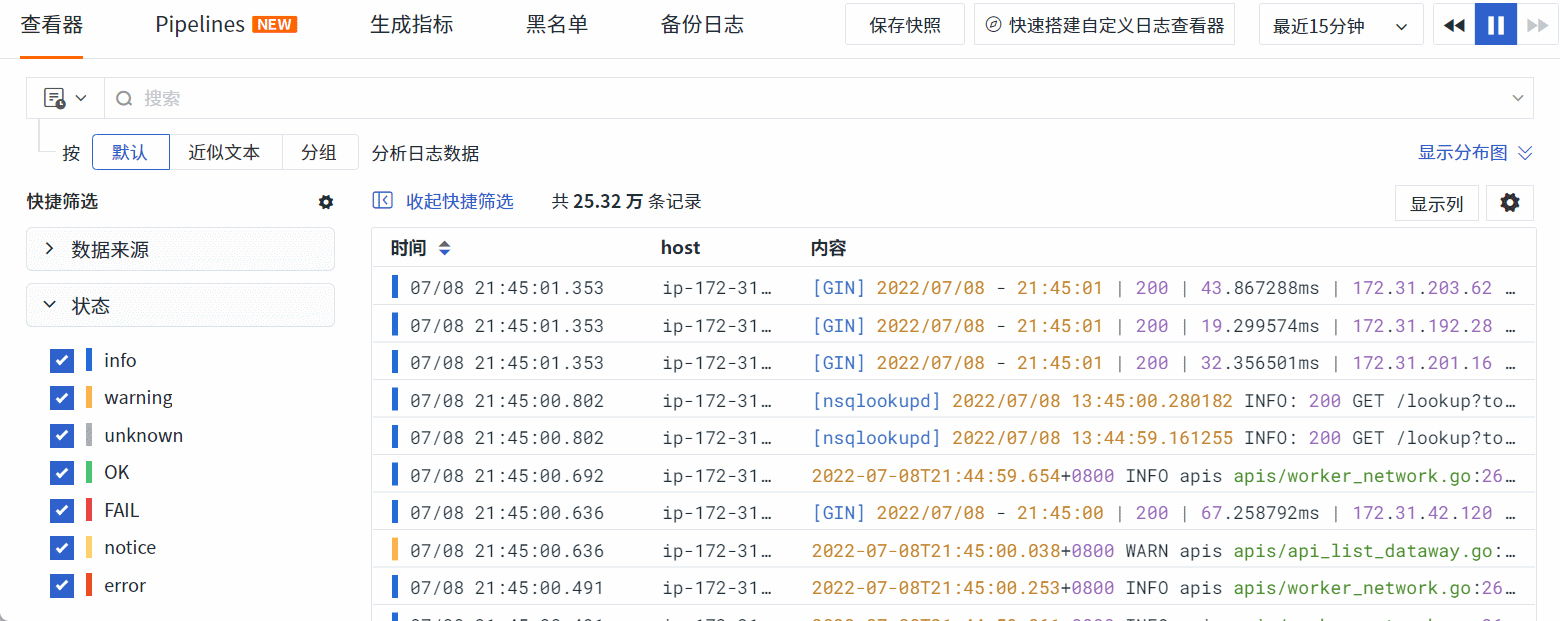 查看器 Pipelines NEW 生成指标 黑名单 备份日志 保存快照 快速搭建自定义日志查看器 最近15分钟
搜索
按 默认 近似文本 分组 分析日志数据 显示分布图
快捷筛选 收起快捷筛选 共 25.32 万 条记录 显示列
数据来源
状态
info
warning
unknown
OK
FAIL
notice
error
时间 host 内容
07/08 21:45:01.353 ip-172-31… [GIN] 2022/07/08 - 21:45:01 | 200 | 43.867288ms | 172.31.203.62 …
07/08 21:45:01.353 ip-172-31… [GIN] 2022/07/08 - 21:45:01 | 200 | 19.299574ms | 172.31.192.28 …
07/08 21:45:01.353 ip-172-31… [GIN] 2022/07/08 - 21:45:01 | 200 | 32.356501ms | 172.31.201.16 …
07/08 21:45:00.802 ip-172-31… [nsqlookupd] 2022/07/08 13:45:00.280182 INFO: 200 GET /lookup?to…
07/08 21:45:00.802 ip-172-31… [nsqlookupd] 2022/07/08 13:44:59.161255 INFO: 200 GET /lookup?to…
07/08 21:45:00.692 ip-172-31… 2022-07-08T21:44:59.654+0800 INFO apis apis/worker_network.go:26…
07/08 21:45:00.636 ip-172-31… [GIN] 2022/07/08 - 21:45:00 | 200 | 67.258792ms | 172.31.42.120 …
07/08 21:45:00.636 ip-172-31… 2022-07-08T21:45:00.038+0800 WARN apis apis/api_list_dataway.go:…
07/08 21:45:00.491 ip-172-31… 2022-07-08T21:45:00.253+0800 INFO apis apis/worker_network.go:26…